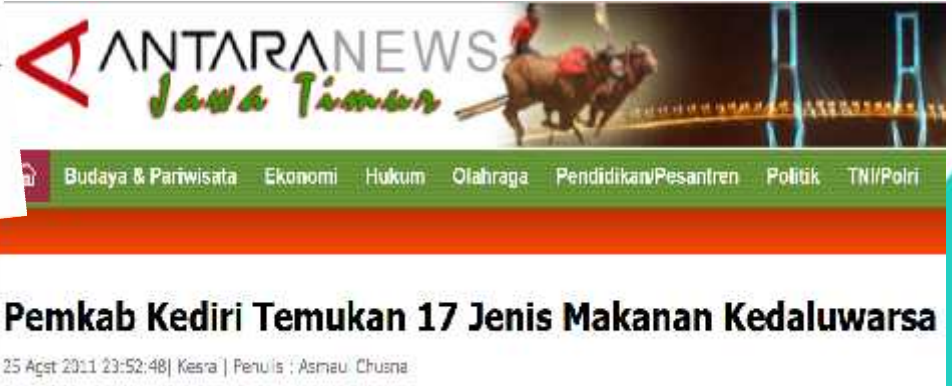 ANTARANEWS
Jawa Timur
Budaya & Pariwisata Ekonomi Hukum Olahraga Pendidikan/Pesantren Politik TNI/Polri
Pemkab Kediri Temukan 17 Jenis Makanan Kedaluwarsa
25 Agst 2011 23:52:48| Kesra | Penulis : Asmaul Chusna